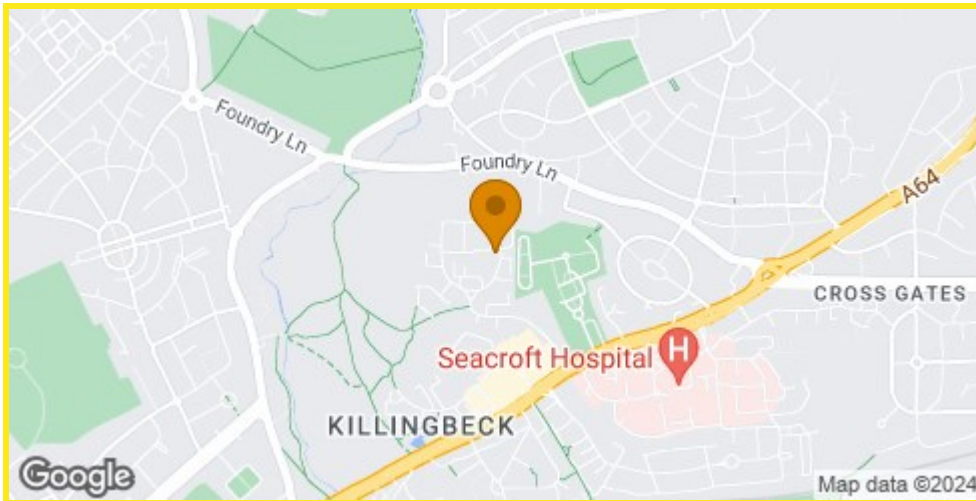 Foundry Ln
Foundry Ln
A64
CROSS GATES
Seacroft Hospital H
KILLINGBECK
Google
Map data ©2024